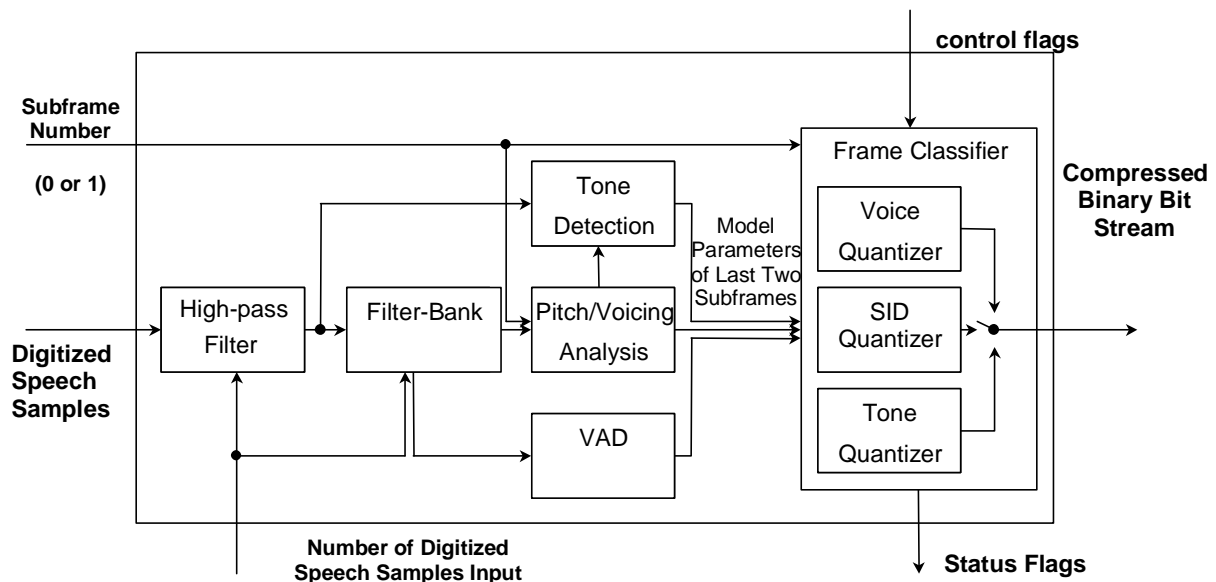 control flags
Subframe
Number
(0 or 1)
Frame Classifier
Compressed
Binary Bit
Stream
Tone
Detection
Model
Parameters
of Last Two
Subframes
Voice
Quantizer
High-pass
Filter
Filter-Bank
Pitch/Voicing
Analysis
SID
Quantizer
Digitized
Speech
Samples
VAD
Tone
Quantizer
Number of Digitized
Speech Samples Input
Status Flags